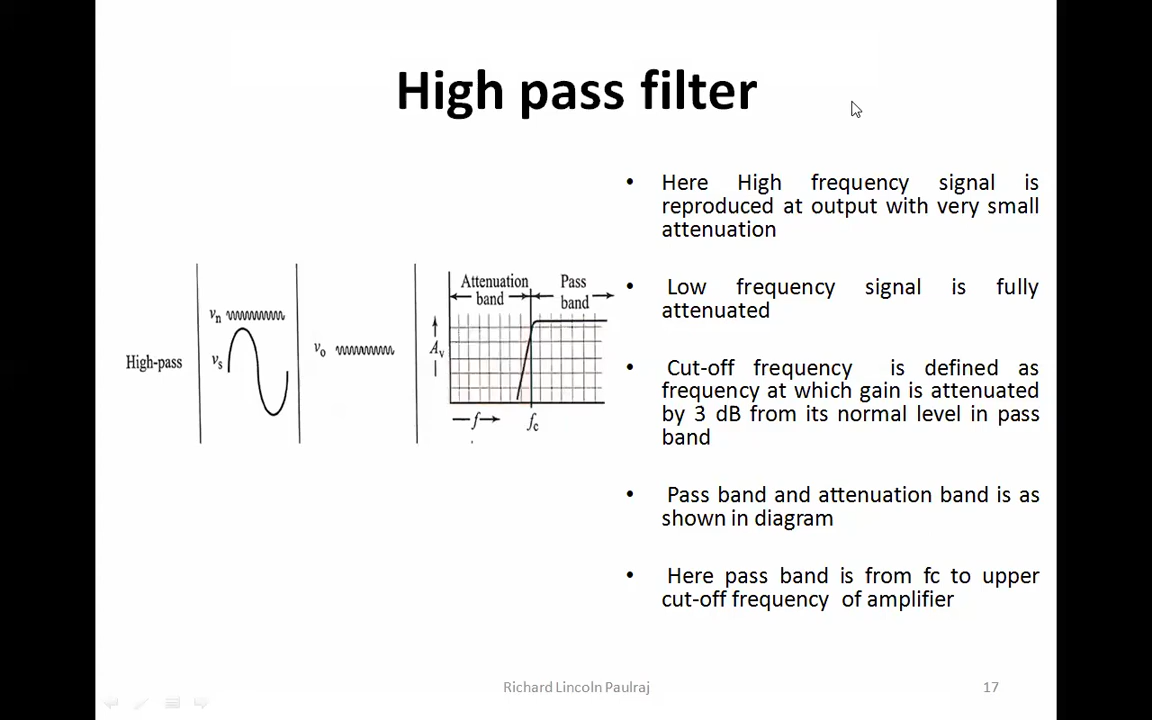 High pass filter
High-pass
vn
vs
vo
Attenuation
band
Pass
band
Av
f
fc
• Here High frequency signal is
reproduced at output with very small
attenuation
• Low frequency signal is fully
attenuated
• Cut-off frequency is defined as
frequency at which gain is attenuated
by 3 dB from its normal level in pass
band
• Pass band and attenuation band is as
shown in diagram
• Here pass band is from fc to upper
cut-off frequency of amplifier
Richard Lincoln Paulraj
17